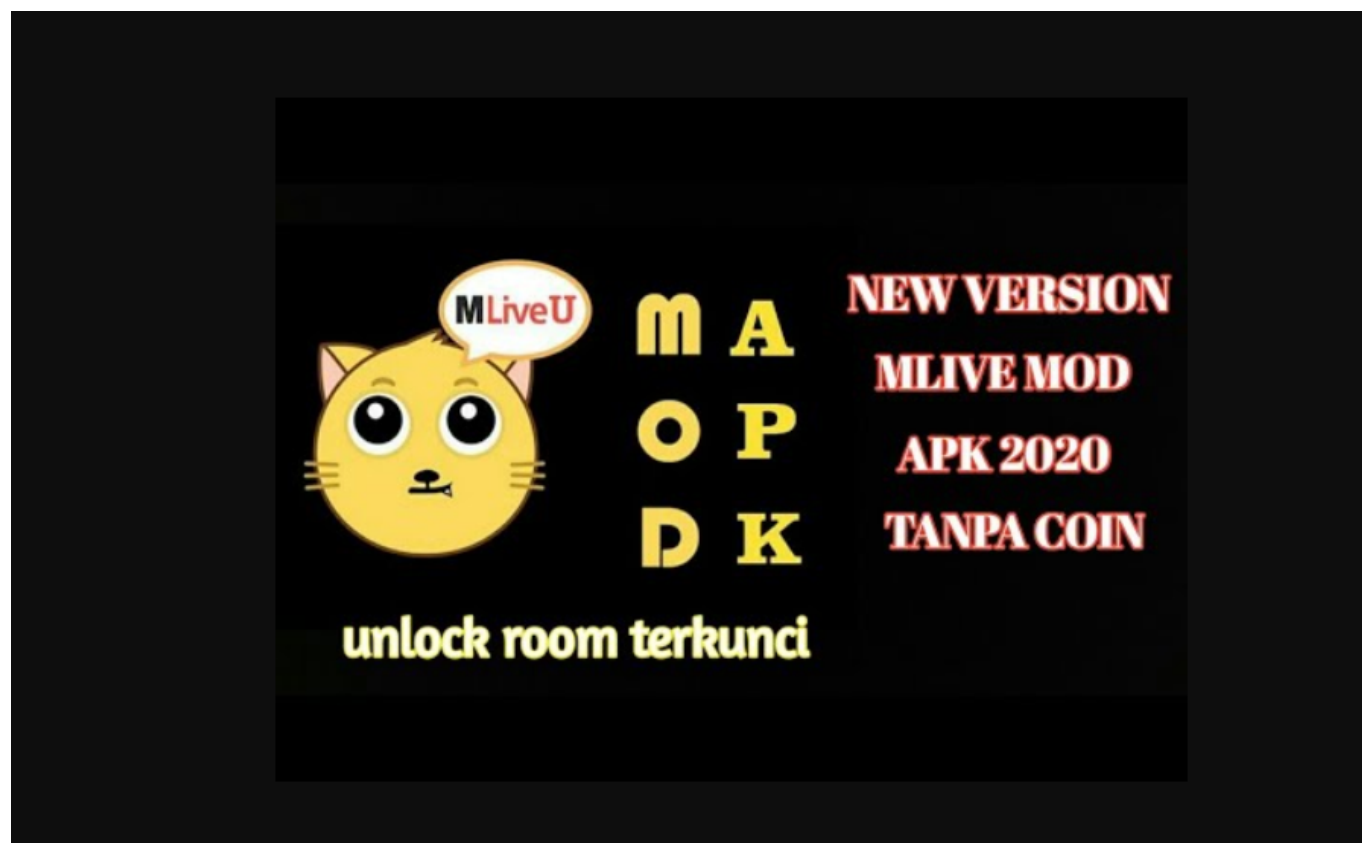 MLiveU
MOD
APK
NEW VERSION
MLIVE MOD
APK 2020
TANPA COIN
unlock room terkunci